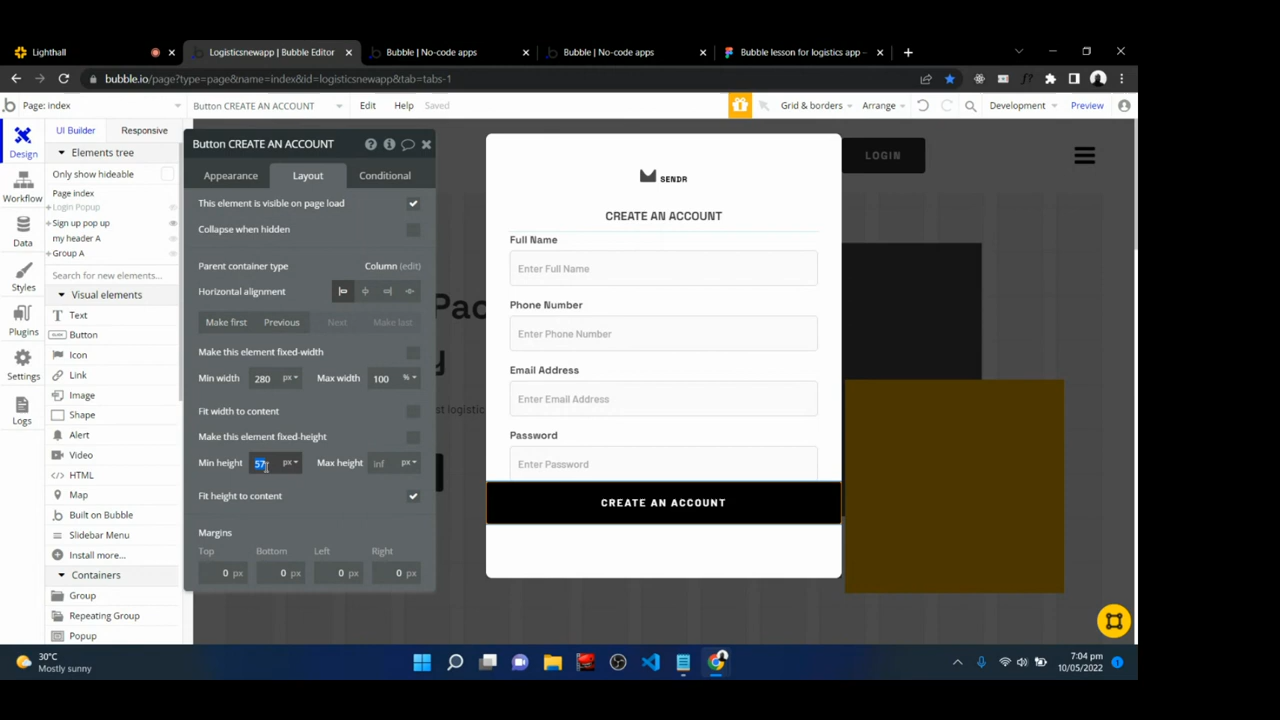 Lighthall
Logisticsnewapp | Bubble Editor
Bubble | No-code apps
Bubble | No-code apps
Bubble lesson for logistics app –
bubble.io/page?type=page&name=index&id=logisticsnewapp&tab=tabs-1
Page: index
Button CREATE AN ACCOUNT
Edit
Help
Saved
Grid & borders
Arrange
Development
Preview
Design
Workflow
Data
Styles
Plugins
Settings
Logs
UI Builder
Responsive
Elements tree
Only show hideable
Page index
Login Popup
Sign up pop up
my header A
Group A
Search for new elements...
Visual elements
Text
Button
Icon
Link
Image
Shape
Alert
Video
HTML
Map
Built on Bubble
Slidebar Menu
Install more...
Containers
Group
Repeating Group
Popup
Button CREATE AN ACCOUNT
Appearance
Layout
Conditional
This element is visible on page load
Collapse when hidden
Parent container type
Column (edit)
Horizontal alignment
Make first
Previous
Next
Make last
Make this element fixed-width
Min width 280 px
Max width 100 %
Fit width to content
Make this element fixed-height
Min height 57 px
Max height inf px
Fit height to content
Margins
Top Bottom Left Right
0 px 0 px 0 px 0 px
LOGIN
SENDR
CREATE AN ACCOUNT
Full Name
Enter Full Name
Phone Number
Enter Phone Number
Email Address
Enter Email Address
Password
Enter Password
CREATE AN ACCOUNT
30°C
Mostly sunny
7:04 pm
10/05/2022